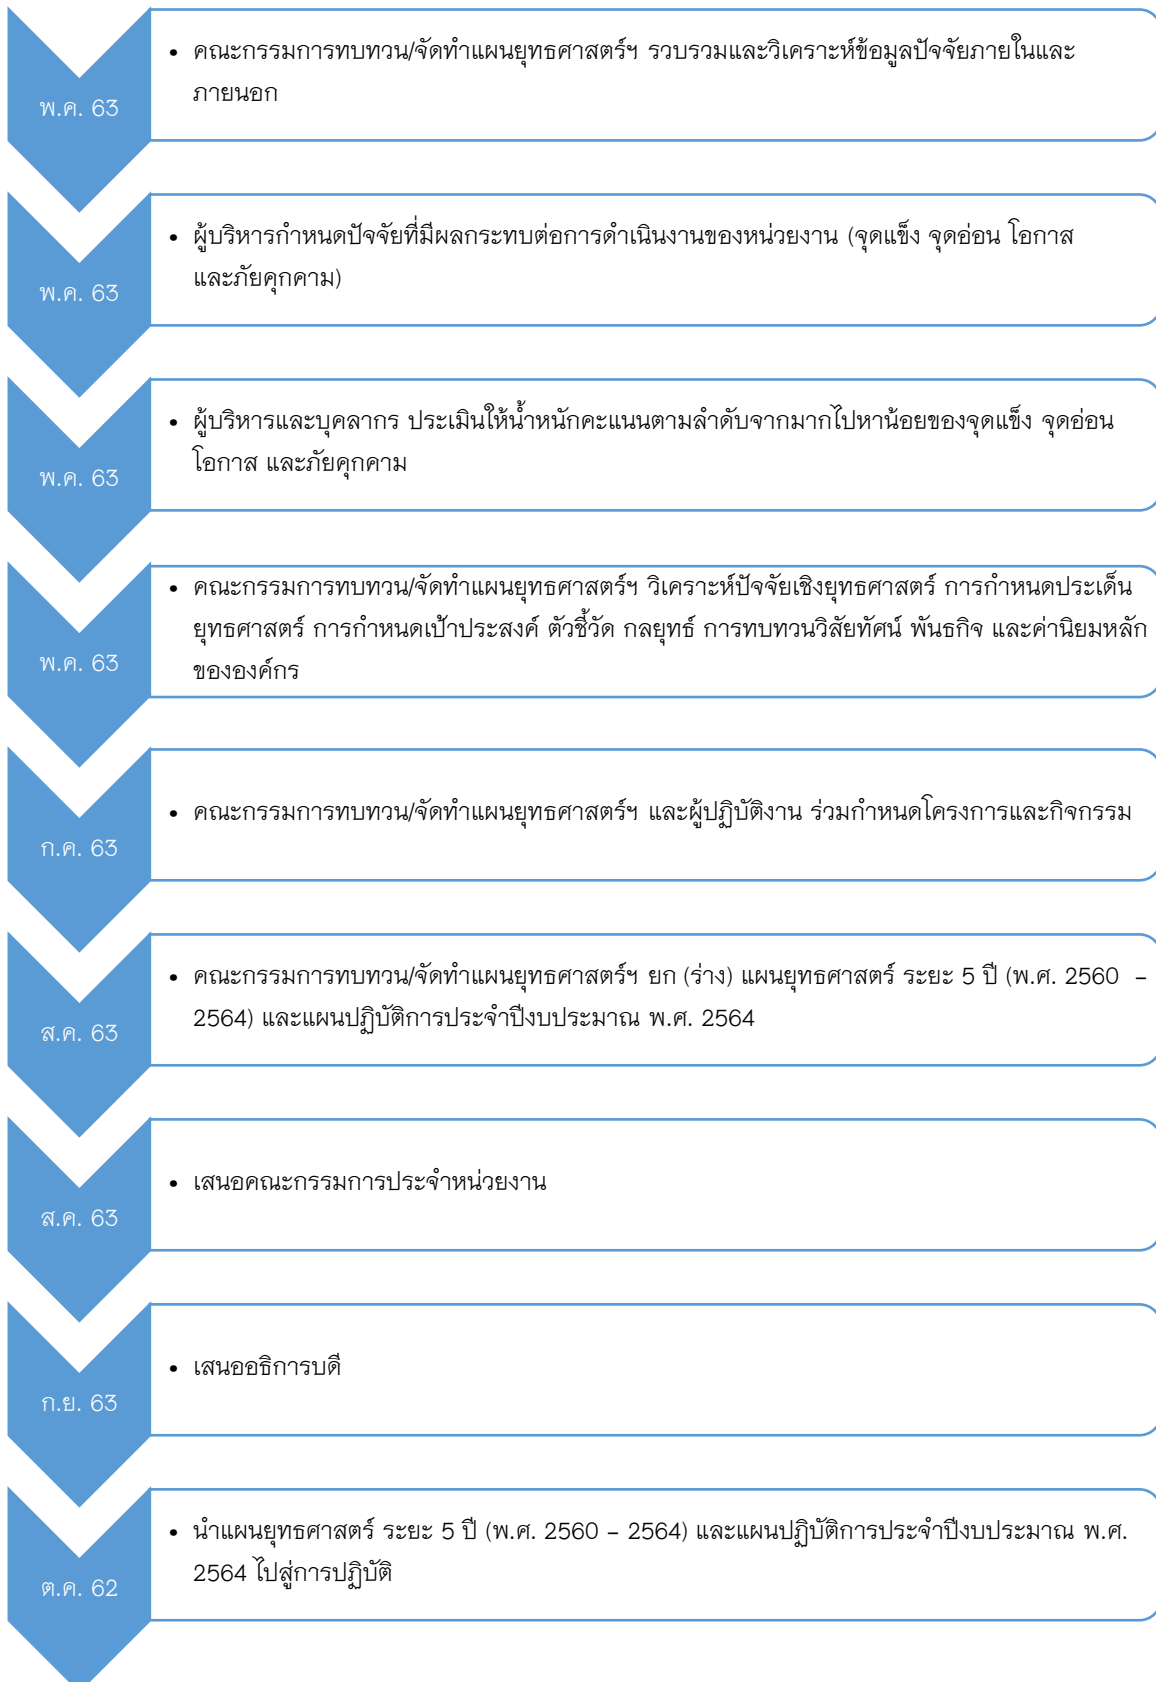 พ.ค. 63
• คณะกรรมการทบทวน/จัดทำแผนยุทธศาสตร์ฯ รวบรวมและวิเคราะห์ข้อมูลปัจจัยภายในและ
ภายนอก
พ.ค. 63
• ผู้บริหารกำหนดปัจจัยที่มีผลกระทบต่อการดำเนินงานของหน่วยงาน (จุดแข็ง จุดอ่อน โอกาส
และภัยคุกคาม)
พ.ค. 63
• ผู้บริหารและบุคลากร ประเมินให้น้ำหนักคะแนนตามลำดับจากมากไปหาน้อยของจุดแข็ง จุดอ่อน
โอกาส และภัยคุกคาม
พ.ค. 63
• คณะกรรมการทบทวน/จัดทำแผนยุทธศาสตร์ฯ วิเคราะห์ปัจจัยเชิงยุทธศาสตร์ การกำหนดประเด็น
ยุทธศาสตร์ การกำหนดเป้าประสงค์ ตัวชี้วัด กลยุทธ์ การทบทวนวิสัยทัศน์ พันธกิจ และค่านิยมหลัก
ขององค์กร
ก.ค. 63
• คณะกรรมการทบทวน/จัดทำแผนยุทธศาสตร์ฯ และผู้ปฏิบัติงาน ร่วมกำหนดโครงการและกิจกรรม
ส.ค. 63
• คณะกรรมการทบทวน/จัดทำแผนยุทธศาสตร์ฯ ยก (ร่าง) แผนยุทธศาสตร์ ระยะ 5 ปี (พ.ศ. 2560 –
2564) และแผนปฏิบัติการประจำปีงบประมาณ พ.ศ. 2564
ส.ค. 63
• เสนอคณะกรรมการประจำหน่วยงาน
ก.ย. 63
• เสนออธิการบดี
ต.ค. 62
• นำแผนยุทธศาสตร์ ระยะ 5 ปี (พ.ศ. 2560 – 2564) และแผนปฏิบัติการประจำปีงบประมาณ พ.ศ.
2564 ไปสู่การปฏิบัติ